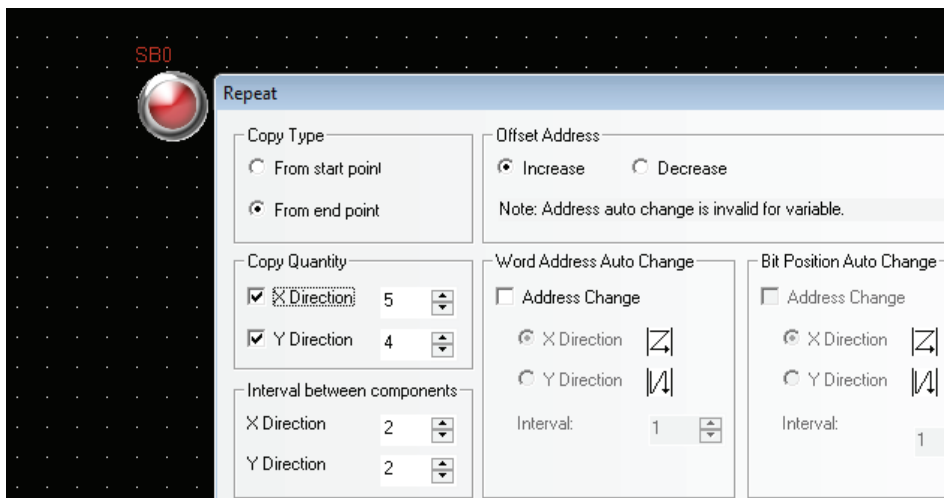 SB0
Repeat
Copy Type
From start point
From end point
Offset Address
Increase
Decrease
Note: Address auto change is invalid for variable.
Copy Quantity
X Direction 5
Y Direction 4
Interval between components
X Direction 2
Y Direction 2
Word Address Auto Change
Address Change
X Direction
Y Direction
Interval: 1
Bit Position Auto Change
Address Change
X Direction
Y Direction
Interval: 1